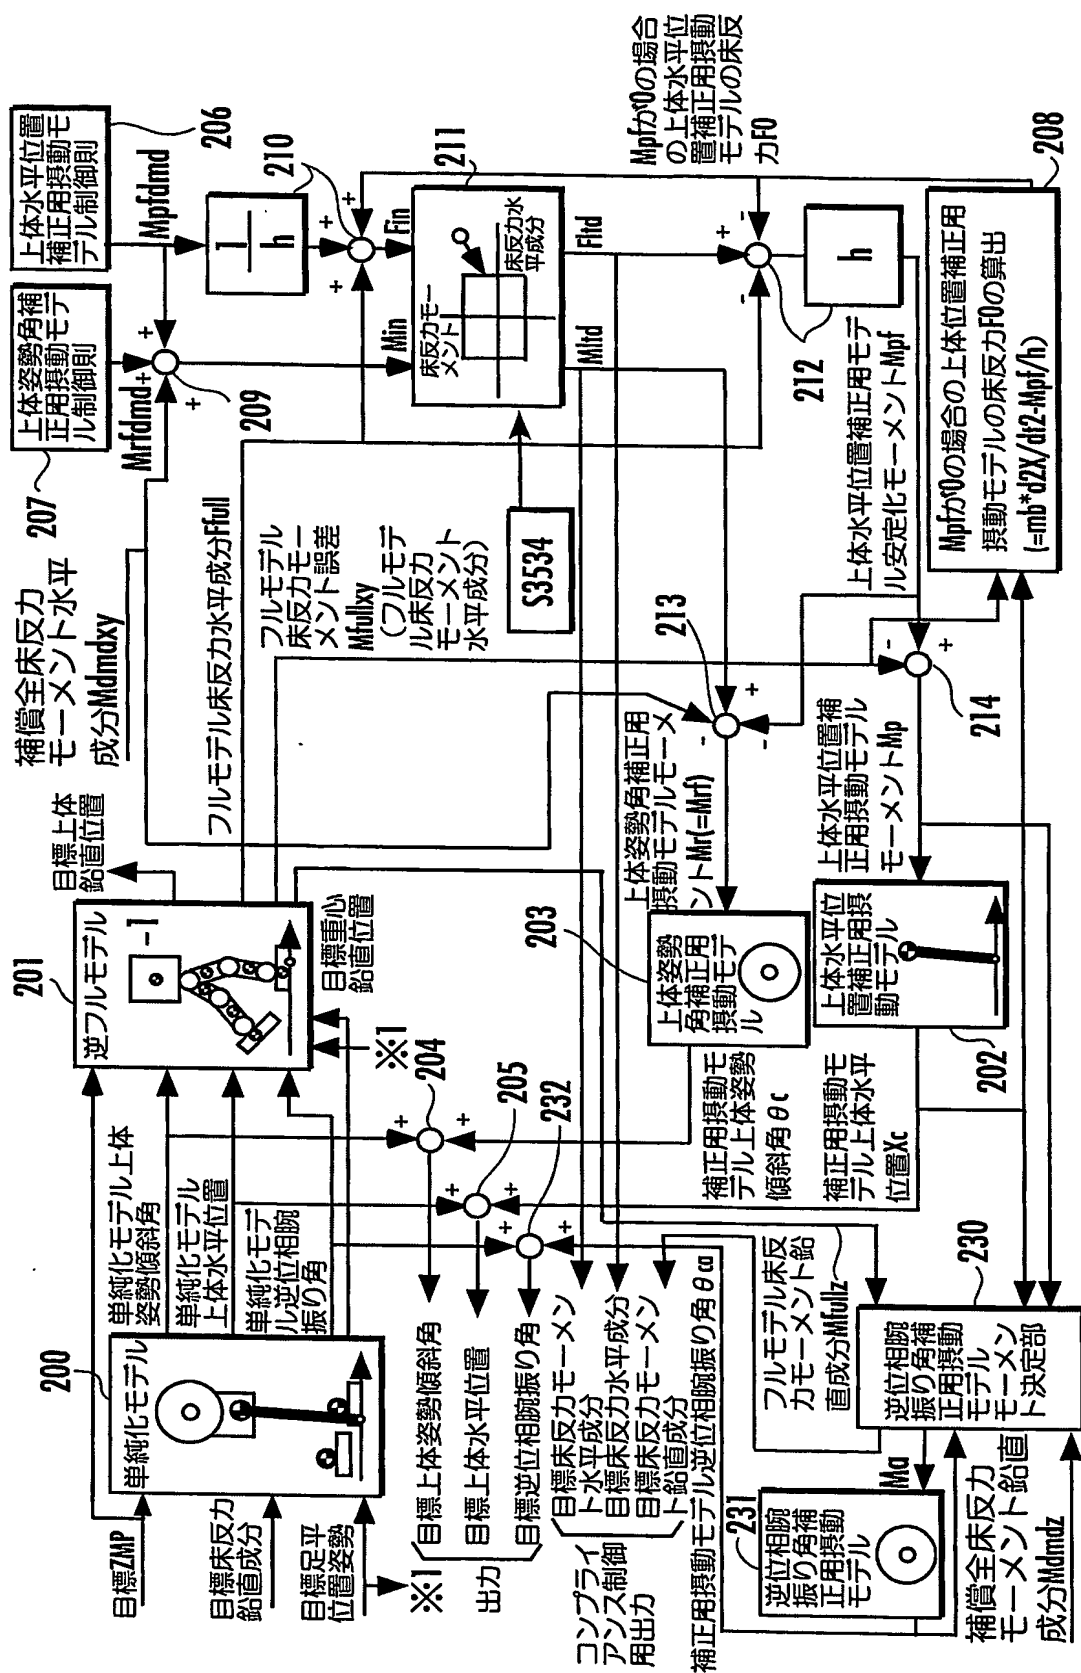 目標ZMP
目標床反力
鉛直成分
目標足平
位置姿勢
※1
200
単純化モデル
単純化モデル上体
姿勢傾斜角
単純化モデル
上体水平位置
単純化モデ
ル逆位相腕
振り角
201
逆フルモデル
-1
※1
目標重心
鉛直位置
目標上体
鉛直位置
補償全床反力
モーメント水平
成分Mdmdxy
フルモデル床反力水平成分Ffull
フルモデル
床反力モー
メント誤差
Mfullxy
(フルモデ
ル床反力
モーメント
水平成分)
S3534
207
上体姿勢角補
正用摂動モデ
ル制御則
Mrfdmd
+
+
+
209
206
上体水平位置
補正用摂動モ
デル制御則
Mpfdmd
1
h
210
+
+
+
Fin
Min
211
床反力モー
メント
床反力水
平成分
Fltd
Mltd
Mpfが0の場合
の上体水平位
置補正用摂動
モデルの床反
力F0
+
-
-
h
212
上体水平位置補正用モデ
ル安定化モーメントMpf
208
Mpfが0の場合の上体位置補正用
摂動モデルの床反力F0の算出
(=mb*d2X/dt2-Mpf/h)
213
+
-
-
214
-
+
上体姿勢角補正用
摂動モデルモーメ
ントMr(=Mrf)
上体水平位置補
正用摂動モデル
モーメントMp
203
上体姿勢
角補正用
摂動モデ
ル
202
上体水平位
置補正用摂
動モデル
補正用摂動モ
デル上体姿勢
傾斜角θc
補正用摂動モ
デル上体水平
位置Xc
204
+
+
205
+
+
232
+
+
目標上体姿勢傾斜角
目標上体水平位置
目標逆位相腕振り角
出力
目標床反力モーメン
ト水平成分
目標床反力水平成分
目標床反力モーメン
ト鉛直成分
コンプライ
アンス制御
用出力
補正用摂動モデル逆位相腕振り角θca
フルモデル床反
力モーメント鉛
直成分Mfullz
230
逆位相腕
振り角補
正用摂動
モデル
モーメン
ト決定部
Ma
231
逆位相腕
振り角補
正用摂動
モデル
補償全床反力
モーメント鉛直
成分Mdmdz